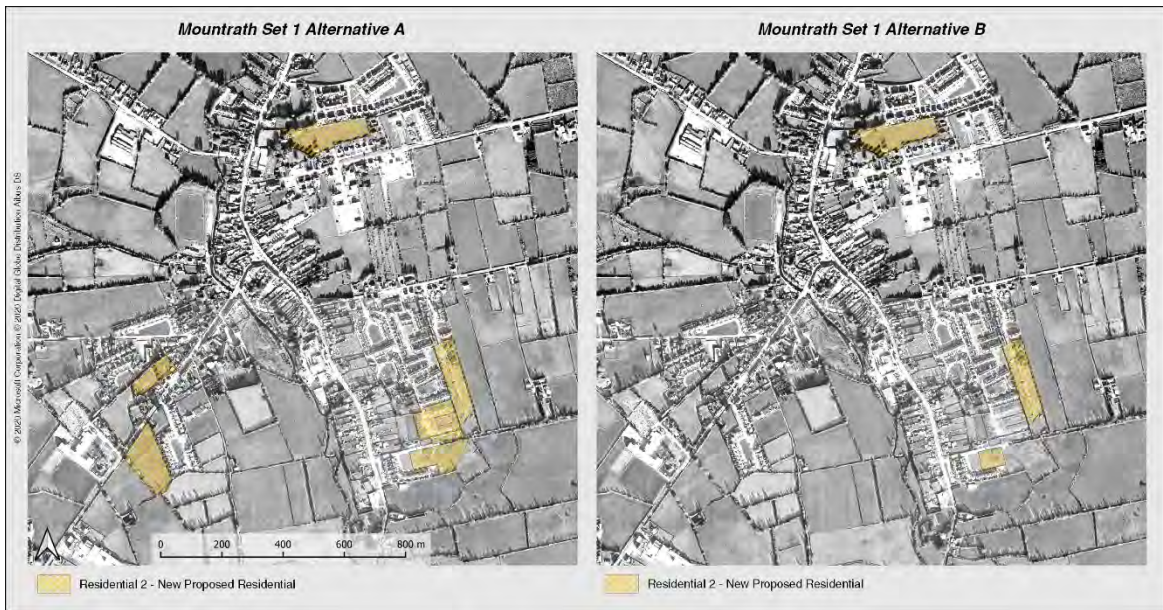 Mountrath Set 1 Alternative A
Mountrath Set 1 Alternative B
© 2020 Microsoft Corporation © 2020 Digital Globe Distribution Airbus DS
0 200 400 600 800 m
Residential 2 - New Proposed Residential
Residential 2 - New Proposed Residential